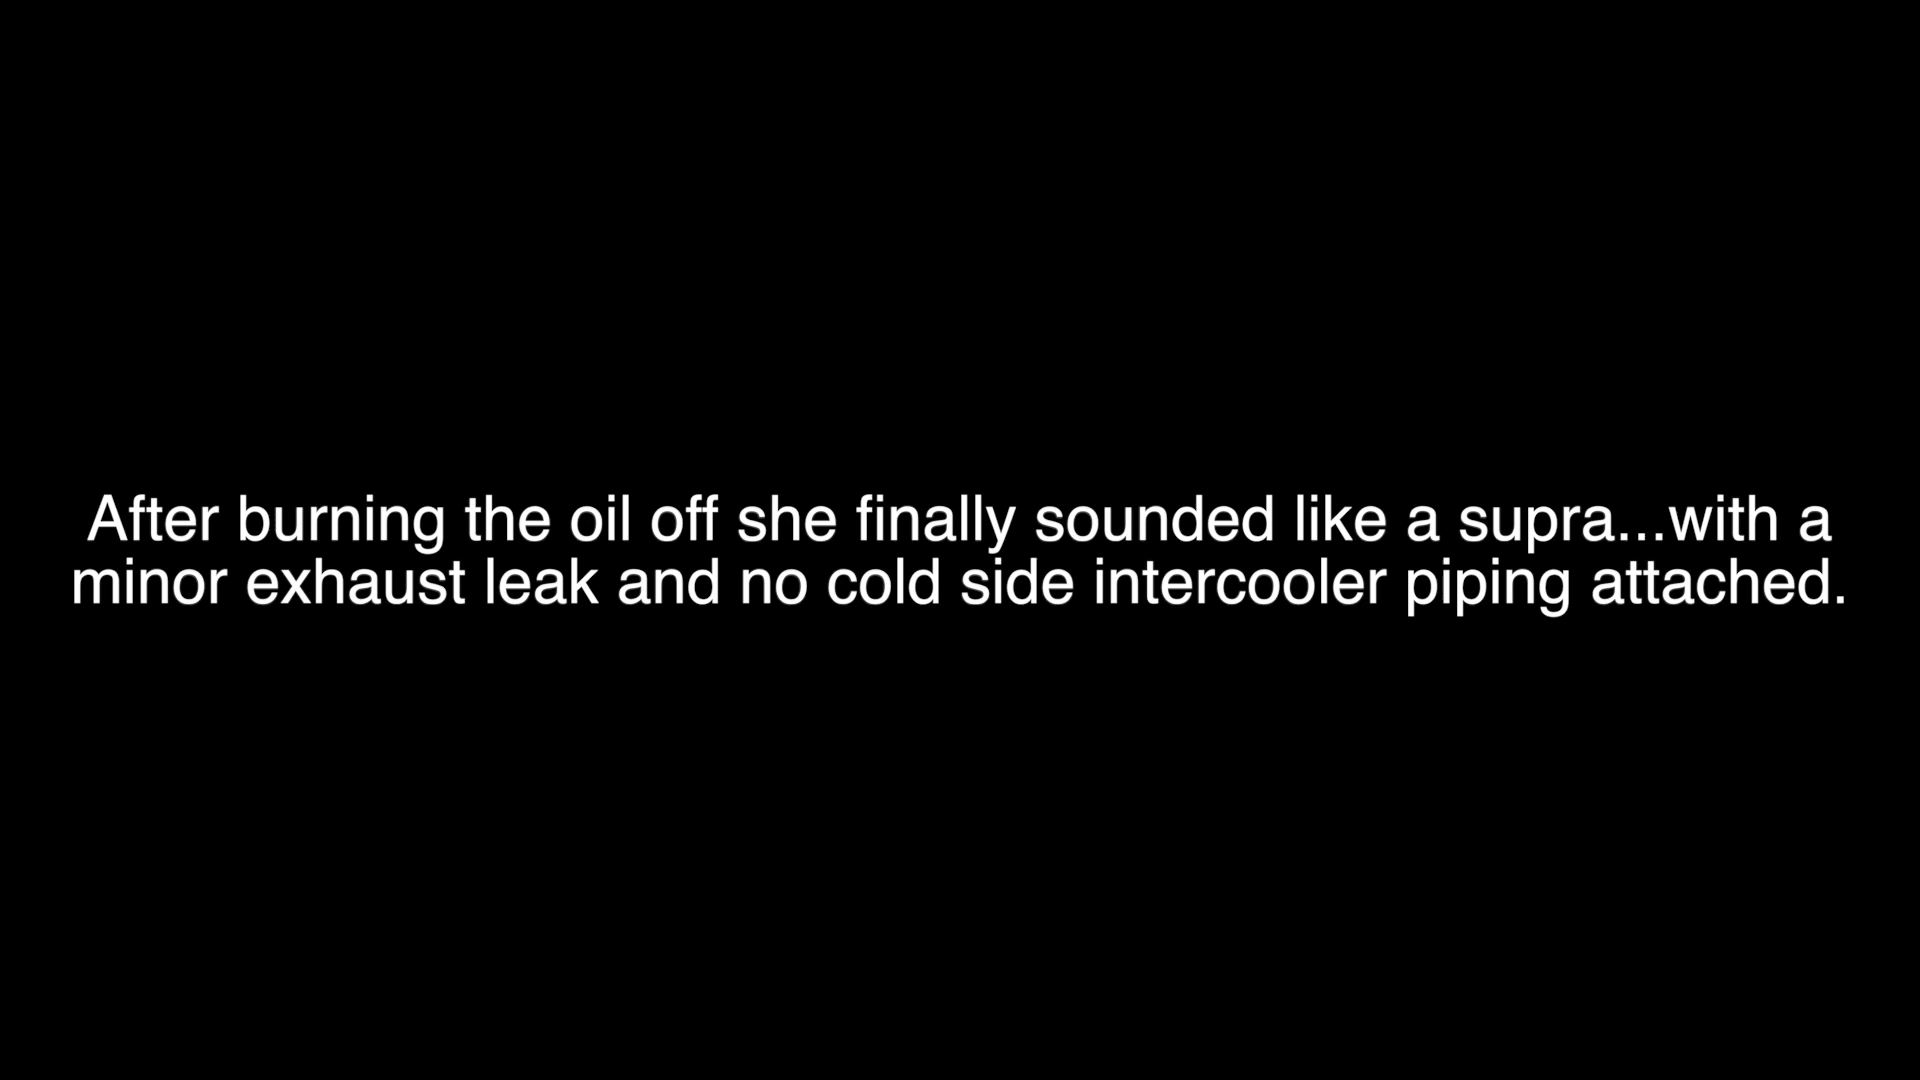 After burning the oil off she finally sounded like a supra...with a
minor exhaust leak and no cold side intercooler piping attached.